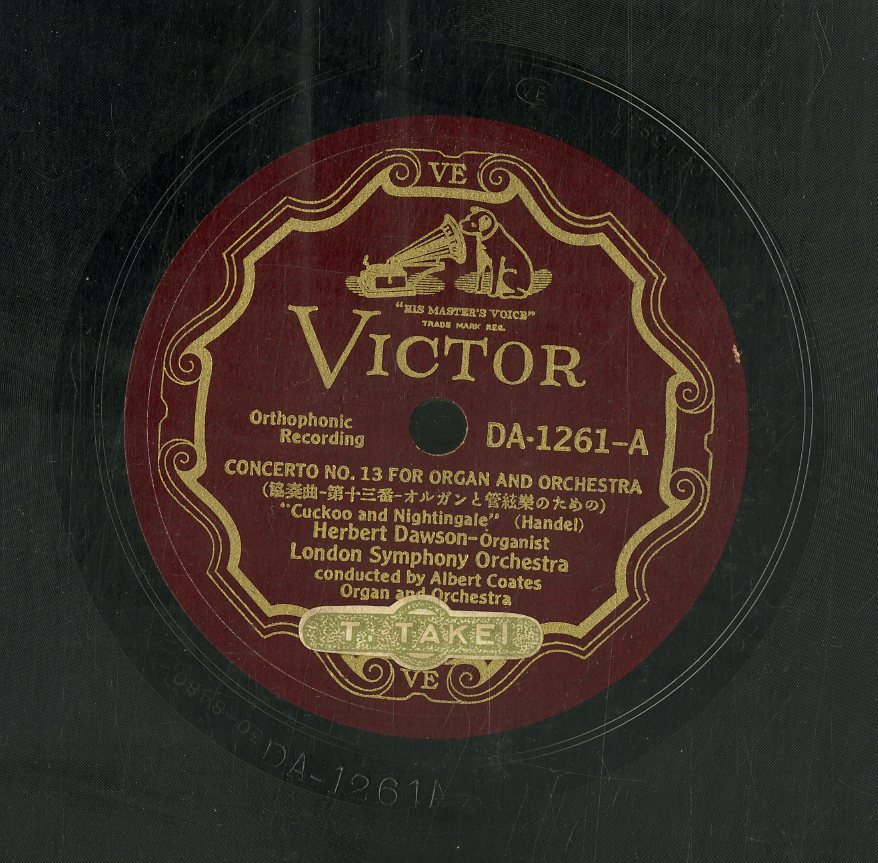 VE
VE
"HIS MASTER'S VOICE"
TRADE MARK REG.
VICTOR
Orthophonic
Recording
DA-1261-A
CONCERTO NO. 13 FOR ORGAN AND ORCHESTRA
(協奏曲-第十三番-オルガンと管絃樂のための)
"Cuckoo and Nightingale" (Handel)
Herbert Dawson-Organist
London Symphony Orchestra
conducted by Albert Coates
Organ and Orchestra
T. TAKEI
VE
DA-1261A